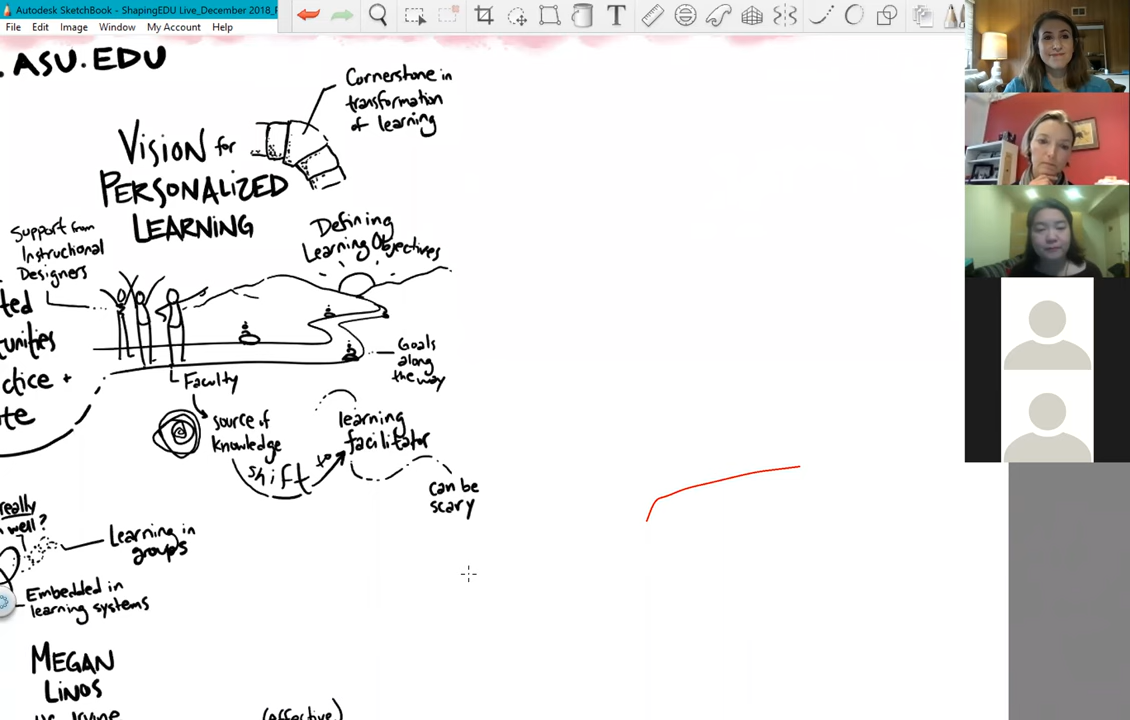 Autodesk SketchBook - ShapingEDU Live_December 2018_
File Edit Image Window My Account Help
. ASU.EDU
Cornerstone in
transformation
of learning
Vision for
Personalized
Learning
Support from
Instructional
Designers
Defining
Learning Objectives
ted
unities
ctice +
te
Goals
along
the way
Faculty
source of
knowledge
shift to
learning
facilitator
can be
scary
really
well?
Learning in
groups
Embedded in
learning systems
Megan
Linos
UC Irvine
(affective)